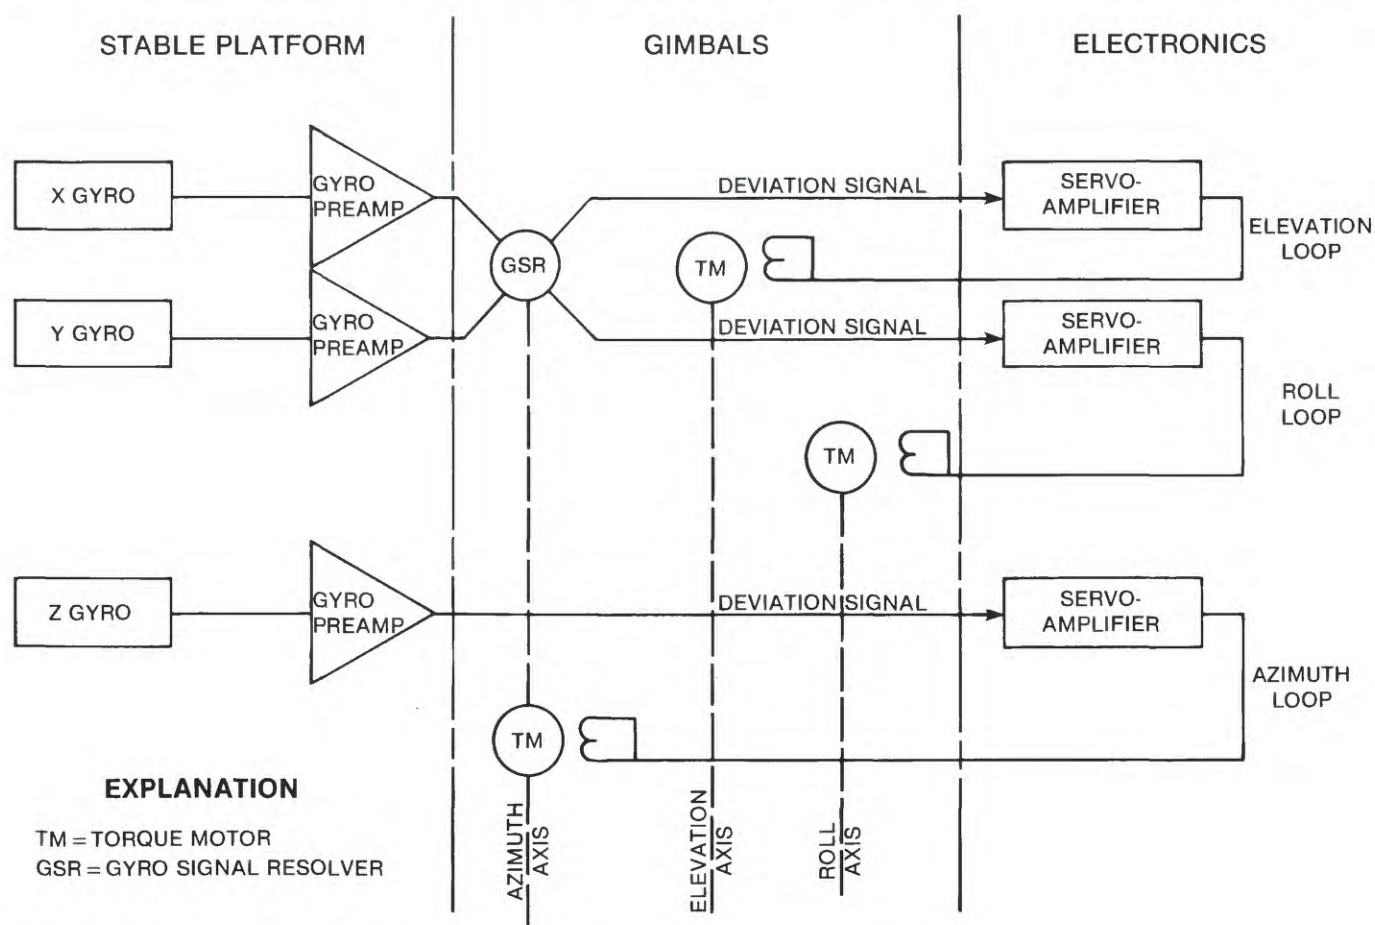 STABLE PLATFORM
GIMBALS
ELECTRONICS
X GYRO
GYRO
PREAMP
GSR
DEVIATION SIGNAL
TM
SERVO-
AMPLIFIER
ELEVATION
LOOP
Y GYRO
GYRO
PREAMP
DEVIATION SIGNAL
SERVO-
AMPLIFIER
ROLL
LOOP
TM
Z GYRO
GYRO
PREAMP
DEVIATION SIGNAL
SERVO-
AMPLIFIER
AZIMUTH
LOOP
TM
EXPLANATION
TM = TORQUE MOTOR
GSR = GYRO SIGNAL RESOLVER
AZIMUTH
AXIS
ELEVATION
AXIS
ROLL
AXIS